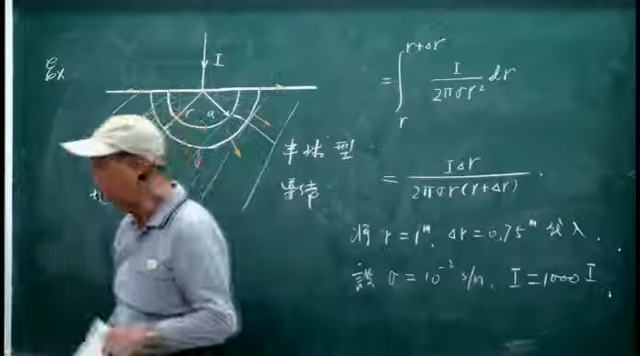 Ex
I
r a
半球型
導体
= ∫_r^{r+Δr} I / 2πσr² dr
= IΔr / 2πσr(r+Δr) .
將 r = 1ᵐ, Δr = 0.75ᵐ 代入 .
設 σ = 10⁻² s/m, I = 1000 I .